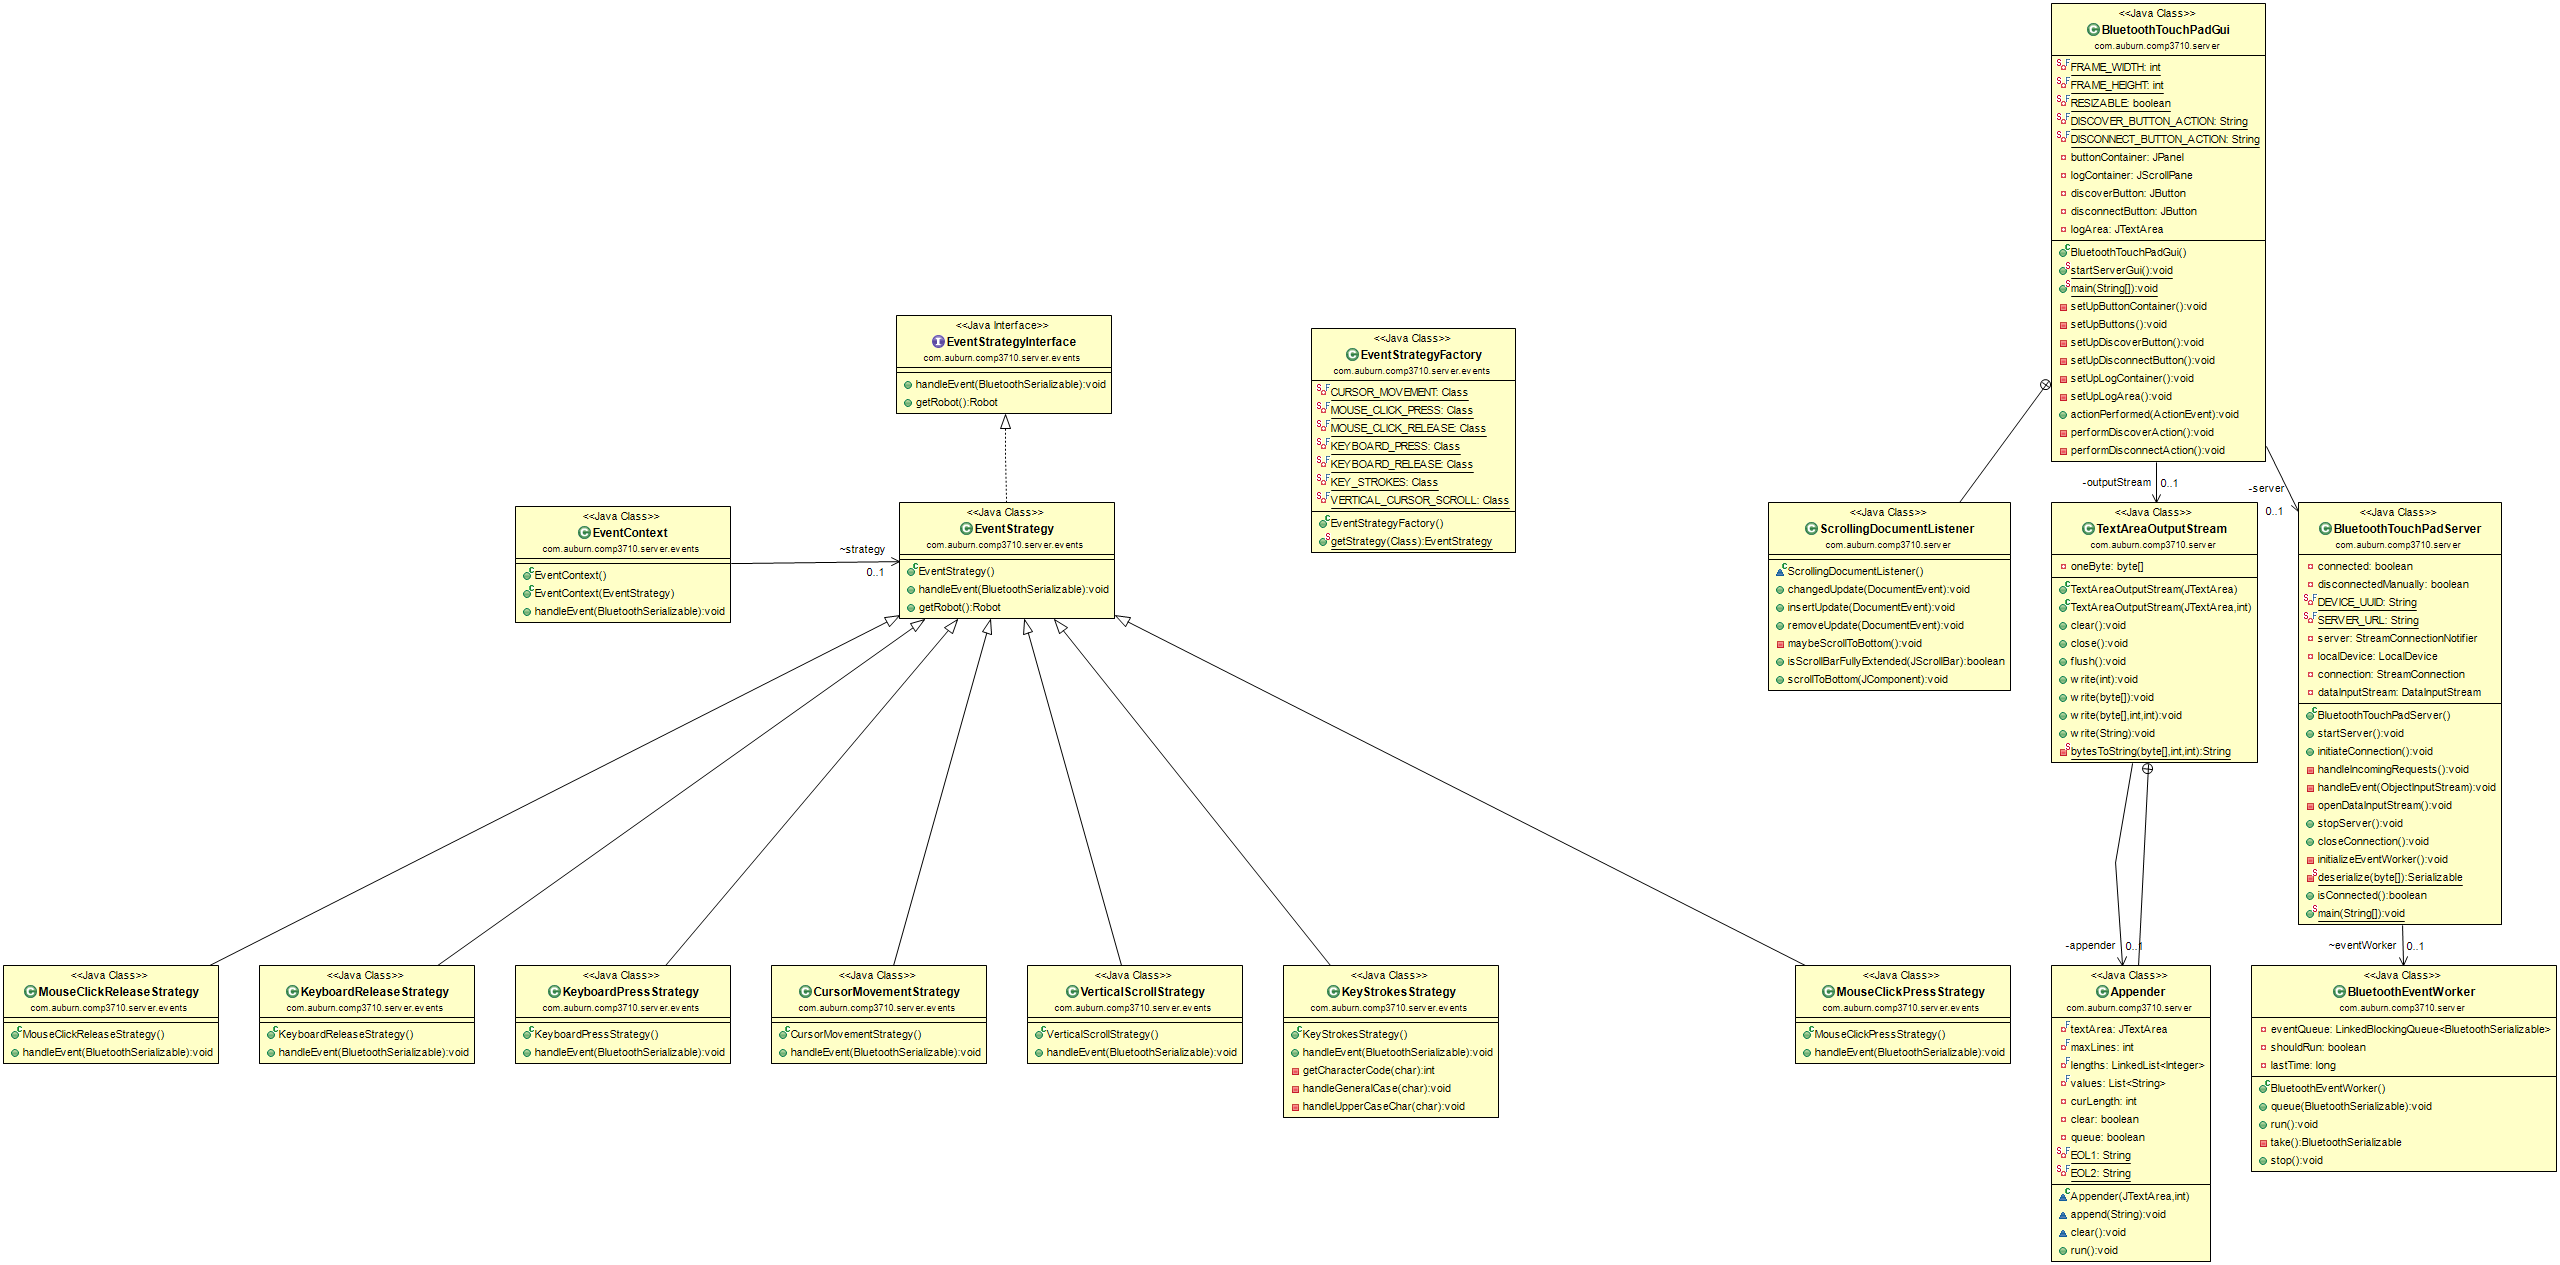 <<Java Class>>
BluetoothTouchPadGui
com.auburn.comp3710.server
FRAME_WIDTH: int
FRAME_HEIGHT: int
RESIZABLE: boolean
DISCOVER_BUTTON_ACTION: String
DISCONNECT_BUTTON_ACTION: String
buttonContainer: JPanel
logContainer: JScrollPane
discoverButton: JButton
disconnectButton: JButton
logArea: JTextArea
BluetoothTouchPadGui()
startServerGui():void
main(String[]):void
setUpButtonContainer():void
setUpButtons():void
setUpDiscoverButton():void
setUpDisconnectButton():void
setUpLogContainer():void
setUpLogArea():void
actionPerformed(ActionEvent):void
performDiscoverAction():void
performDisconnectAction():void
<<Java Interface>>
EventStrategyInterface
com.auburn.comp3710.server.events
handleEvent(BluetoothSerializable):void
getRobot():Robot
<<Java Class>>
EventStrategyFactory
com.auburn.comp3710.server.events
CURSOR_MOVEMENT: Class
MOUSE_CLICK_PRESS: Class
MOUSE_CLICK_RELEASE: Class
KEYBOARD_PRESS: Class
KEYBOARD_RELEASE: Class
KEY_STROKES: Class
VERTICAL_CURSOR_SCROLL: Class
EventStrategyFactory()
getStrategy(Class):EventStrategy
<<Java Class>>
EventContext
com.auburn.comp3710.server.events
EventContext()
EventContext(EventStrategy)
handleEvent(BluetoothSerializable):void
~strategy
0..1
<<Java Class>>
EventStrategy
com.auburn.comp3710.server.events
EventStrategy()
handleEvent(BluetoothSerializable):void
getRobot():Robot
<<Java Class>>
ScrollingDocumentListener
com.auburn.comp3710.server
ScrollingDocumentListener()
changedUpdate(DocumentEvent):void
insertUpdate(DocumentEvent):void
removeUpdate(DocumentEvent):void
maybeScrollToBottom():void
isScrollBarFullyExtended(JScrollBar):boolean
scrollToBottom(JComponent):void
-outputStream
0..1
<<Java Class>>
TextAreaOutputStream
com.auburn.comp3710.server
oneByte: byte[]
TextAreaOutputStream(JTextArea)
TextAreaOutputStream(JTextArea,int)
clear():void
close():void
flush():void
write(int):void
write(byte[]):void
write(byte[],int,int):void
write(String):void
bytesToString(byte[],int,int):String
-server
0..1
<<Java Class>>
BluetoothTouchPadServer
com.auburn.comp3710.server
connected: boolean
disconnectedManually: boolean
DEVICE_UUID: String
SERVER_URL: String
server: StreamConnectionNotifier
localDevice: LocalDevice
connection: StreamConnection
dataInputStream: DataInputStream
BluetoothTouchPadServer()
startServer():void
initiateConnection():void
handleIncomingRequests():void
handleEvent(ObjectInputStream):void
openDataInputStream():void
stopServer():void
closeConnection():void
initializeEventWorker():void
deserialize(byte[]):Serializable
isConnected():boolean
main(String[]):void
<<Java Class>>
MouseClickReleaseStrategy
com.auburn.comp3710.server.events
MouseClickReleaseStrategy()
handleEvent(BluetoothSerializable):void
<<Java Class>>
KeyboardReleaseStrategy
com.auburn.comp3710.server.events
KeyboardReleaseStrategy()
handleEvent(BluetoothSerializable):void
<<Java Class>>
KeyboardPressStrategy
com.auburn.comp3710.server.events
KeyboardPressStrategy()
handleEvent(BluetoothSerializable):void
<<Java Class>>
CursorMovementStrategy
com.auburn.comp3710.server.events
CursorMovementStrategy()
handleEvent(BluetoothSerializable):void
<<Java Class>>
VerticalScrollStrategy
com.auburn.comp3710.server.events
VerticalScrollStrategy()
handleEvent(BluetoothSerializable):void
<<Java Class>>
KeyStrokesStrategy
com.auburn.comp3710.server.events
KeyStrokesStrategy()
handleEvent(BluetoothSerializable):void
getCharacterCode(char):int
handleGeneralCase(char):void
handleUpperCaseChar(char):void
<<Java Class>>
MouseClickPressStrategy
com.auburn.comp3710.server.events
MouseClickPressStrategy()
handleEvent(BluetoothSerializable):void
-appender
0..1
<<Java Class>>
Appender
com.auburn.comp3710.server
textArea: JTextArea
maxLines: int
lengths: LinkedList<Integer>
values: List<String>
curLength: int
clear: boolean
queue: boolean
EOL1: String
EOL2: String
Appender(JTextArea,int)
append(String):void
clear():void
run():void
~eventWorker
0..1
<<Java Class>>
BluetoothEventWorker
com.auburn.comp3710.server
eventQueue: LinkedBlockingQueue<BluetoothSerializable>
shouldRun: boolean
lastTime: long
BluetoothEventWorker()
queue(BluetoothSerializable):void
run():void
take():BluetoothSerializable
stop():void